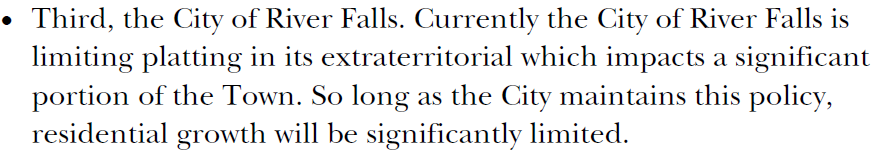 • Third, the City of River Falls. Currently the City of River Falls is
limiting platting in its extraterritorial which impacts a significant
portion of the Town. So long as the City maintains this policy,
residential growth will be significantly limited.